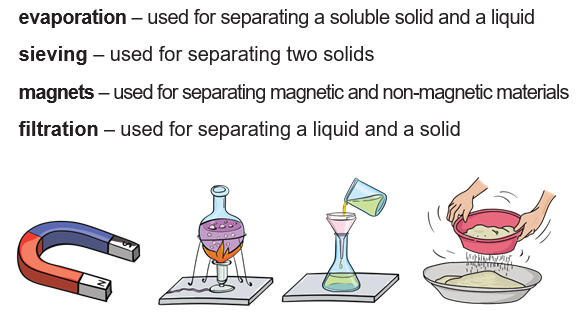 evaporation – used for separating a soluble solid and a liquid
sieving – used for separating two solids
magnets – used for separating magnetic and non-magnetic materials
filtration – used for separating a liquid and a solid
S
N